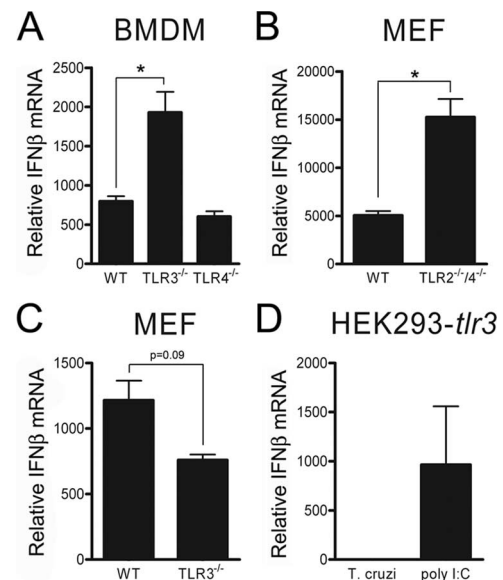 A BMDM
Relative IFNβ mRNA
2500
2000
1500
1000
500
0
*
WT TLR3-/- TLR4-/-
B MEF
Relative IFNβ mRNA
20000
15000
10000
5000
0
*
WT TLR2-/-/4-/-
C MEF
Relative IFNβ mRNA
1500
1000
500
0
p=0.09
WT TLR3-/-
D HEK293-tlr3
Relative IFNβ mRNA
2000
1500
1000
500
0
T. cruzi poly I:C